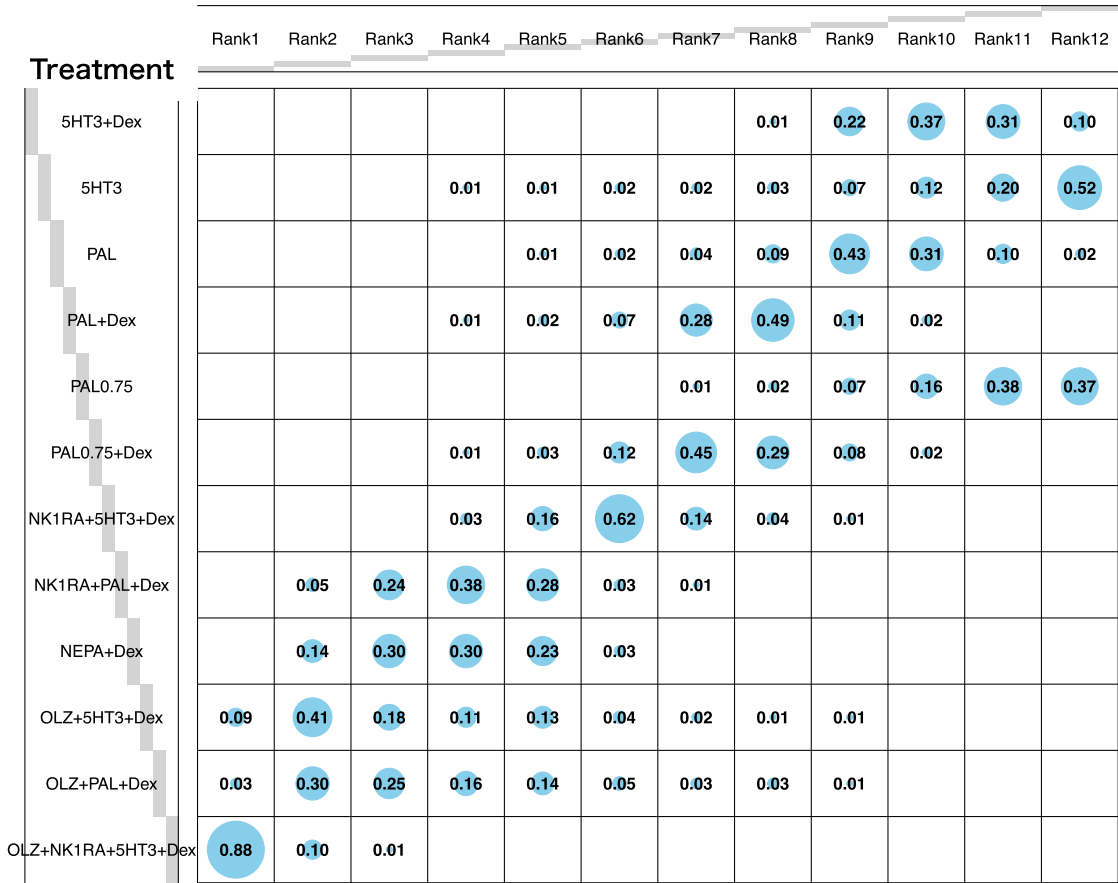 Rank1 Rank2 Rank3 Rank4 Rank5 Rank6 Rank7 Rank8 Rank9 Rank10 Rank11 Rank12
Treatment
5HT3+Dex 0.01 0.22 0.37 0.31 0.10
5HT3 0.01 0.01 0.02 0.02 0.03 0.07 0.12 0.20 0.52
PAL 0.01 0.02 0.04 0.09 0.43 0.31 0.10 0.02
PAL+Dex 0.01 0.02 0.07 0.28 0.49 0.11 0.02
PAL0.75 0.01 0.02 0.07 0.16 0.38 0.37
PAL0.75+Dex 0.01 0.03 0.12 0.45 0.29 0.08 0.02
NK1RA+5HT3+Dex 0.03 0.16 0.62 0.14 0.04 0.01
NK1RA+PAL+Dex 0.05 0.24 0.38 0.28 0.03 0.01
NEPA+Dex 0.14 0.30 0.30 0.23 0.03
OLZ+5HT3+Dex 0.09 0.41 0.18 0.11 0.13 0.04 0.02 0.01 0.01
OLZ+PAL+Dex 0.03 0.30 0.25 0.16 0.14 0.05 0.03 0.03 0.01
OLZ+NK1RA+5HT3+Dex 0.88 0.10 0.01